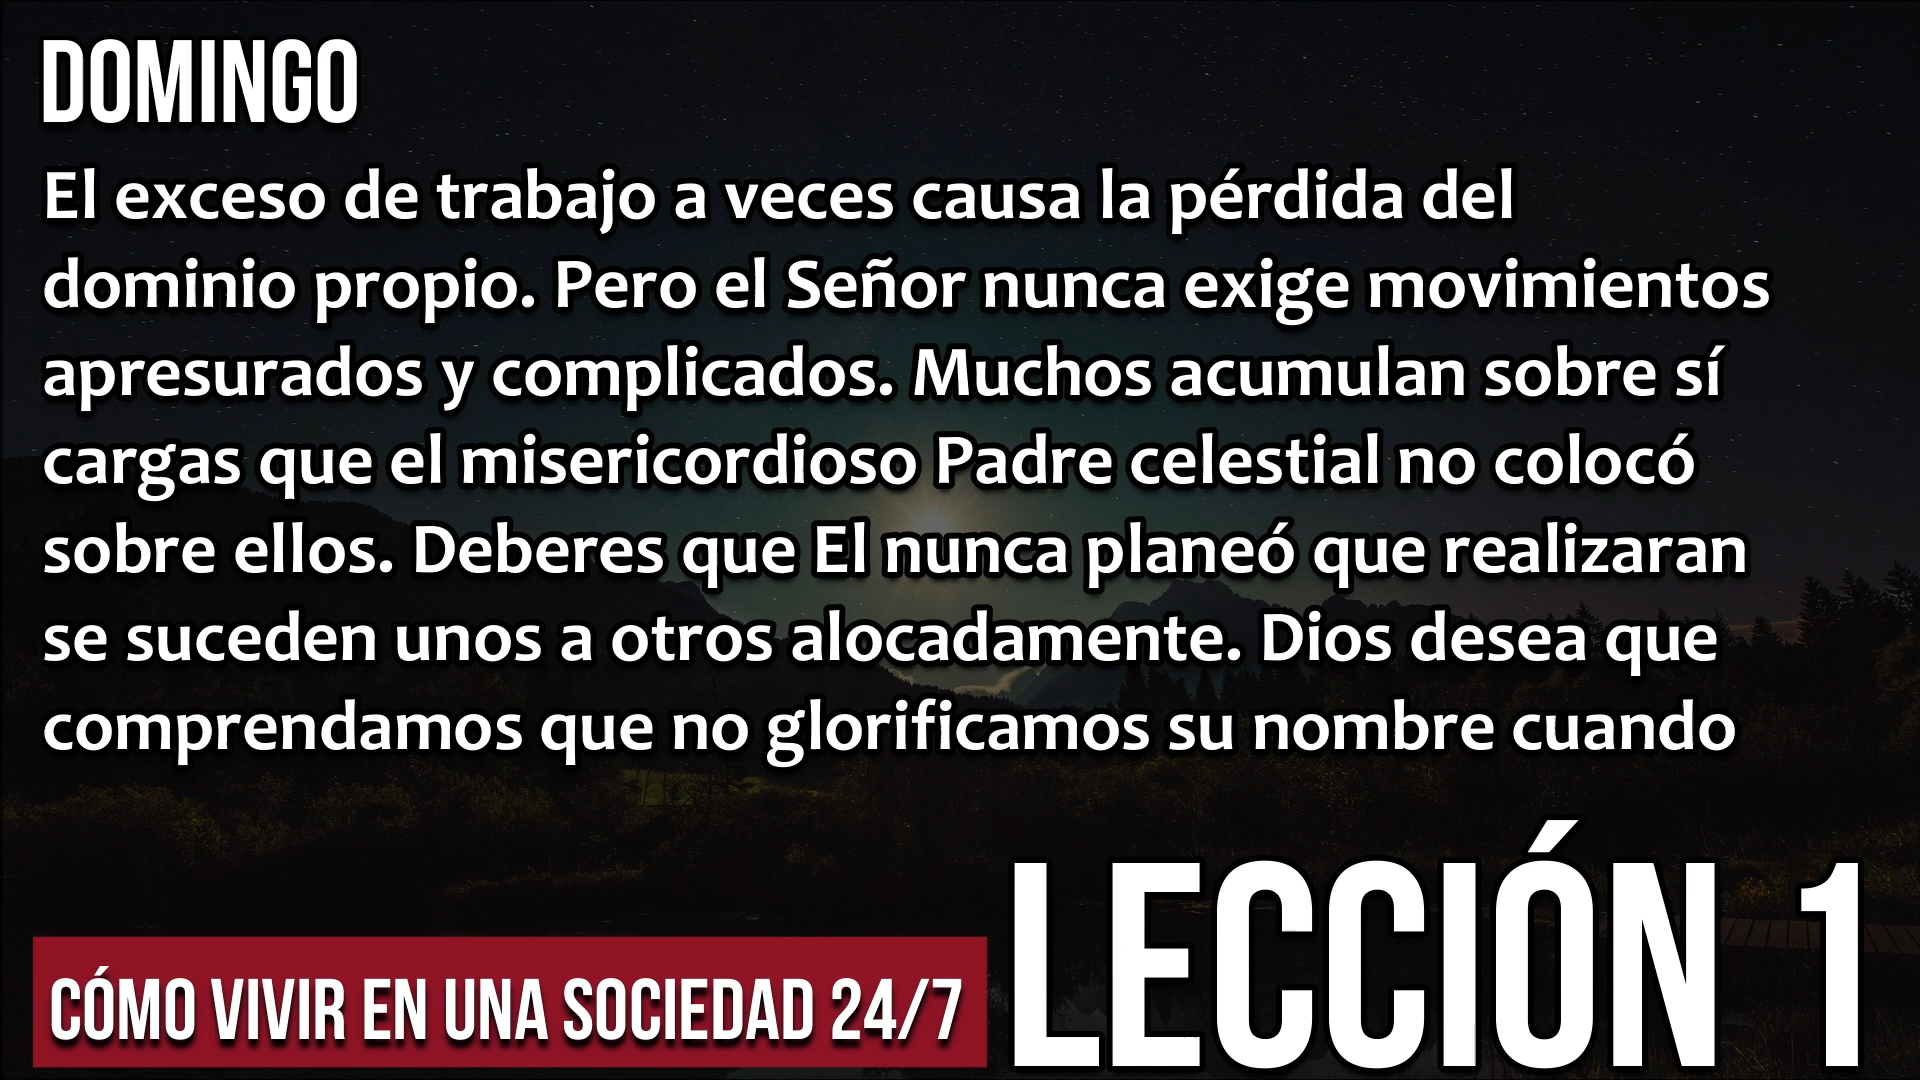 DOMINGO
El exceso de trabajo a veces causa la pérdida del
dominio propio. Pero el Señor nunca exige movimientos
apresurados y complicados. Muchos acumulan sobre sí
cargas que el misericordioso Padre celestial no colocó
sobre ellos. Deberes que El nunca planeó que realizaran
se suceden unos a otros alocadamente. Dios desea que
comprendamos que no glorificamos su nombre cuando
CÓMO VIVIR EN UNA SOCIEDAD 24/7
LECCIÓN 1